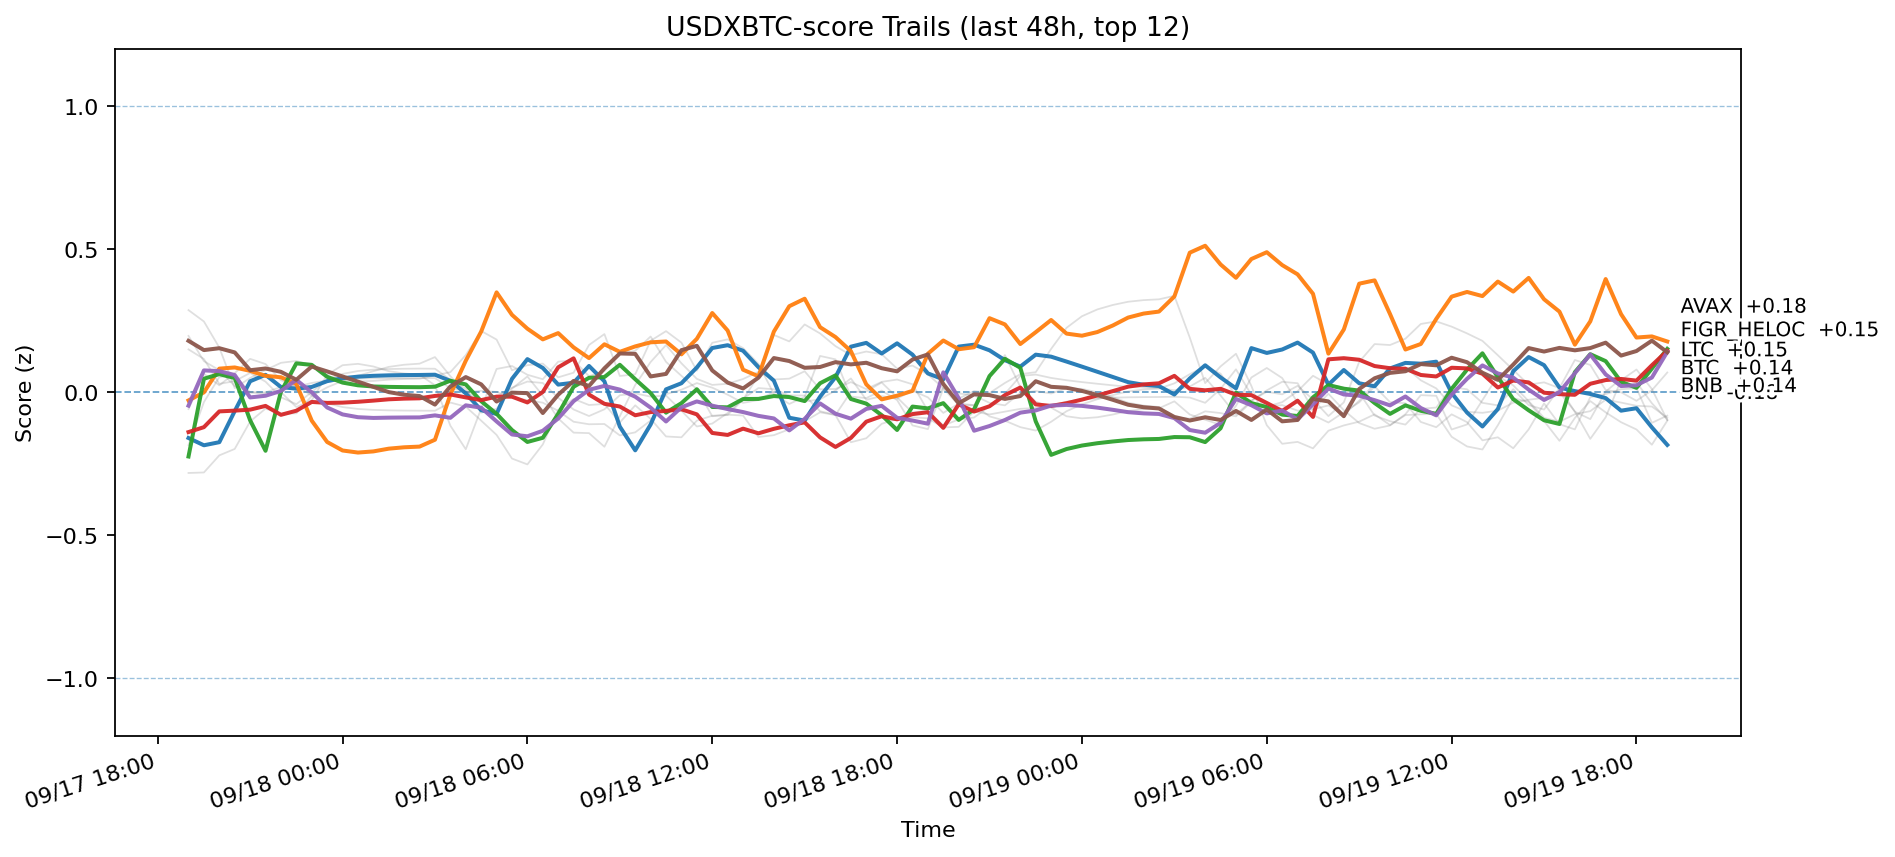 USDXBTC-score Trails (last 48h, top 12)
Score (z)
1.0
0.5
0.0
−0.5
−1.0
AVAX +0.18
FIGR_HELOC +0.15
LTC +0.15
BTC +0.14
BNB +0.14
-0.18
09/17 18:00
09/18 00:00
09/18 06:00
09/18 12:00
09/18 18:00
09/19 00:00
09/19 06:00
09/19 12:00
09/19 18:00
Time